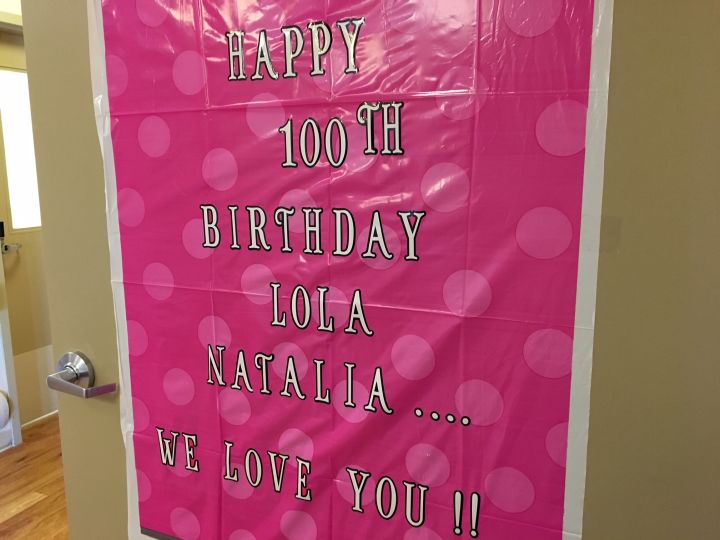 HAPPY
100TH
BIRTHDAY
LOLA
NATALIA ....
WE LOVE YOU !!